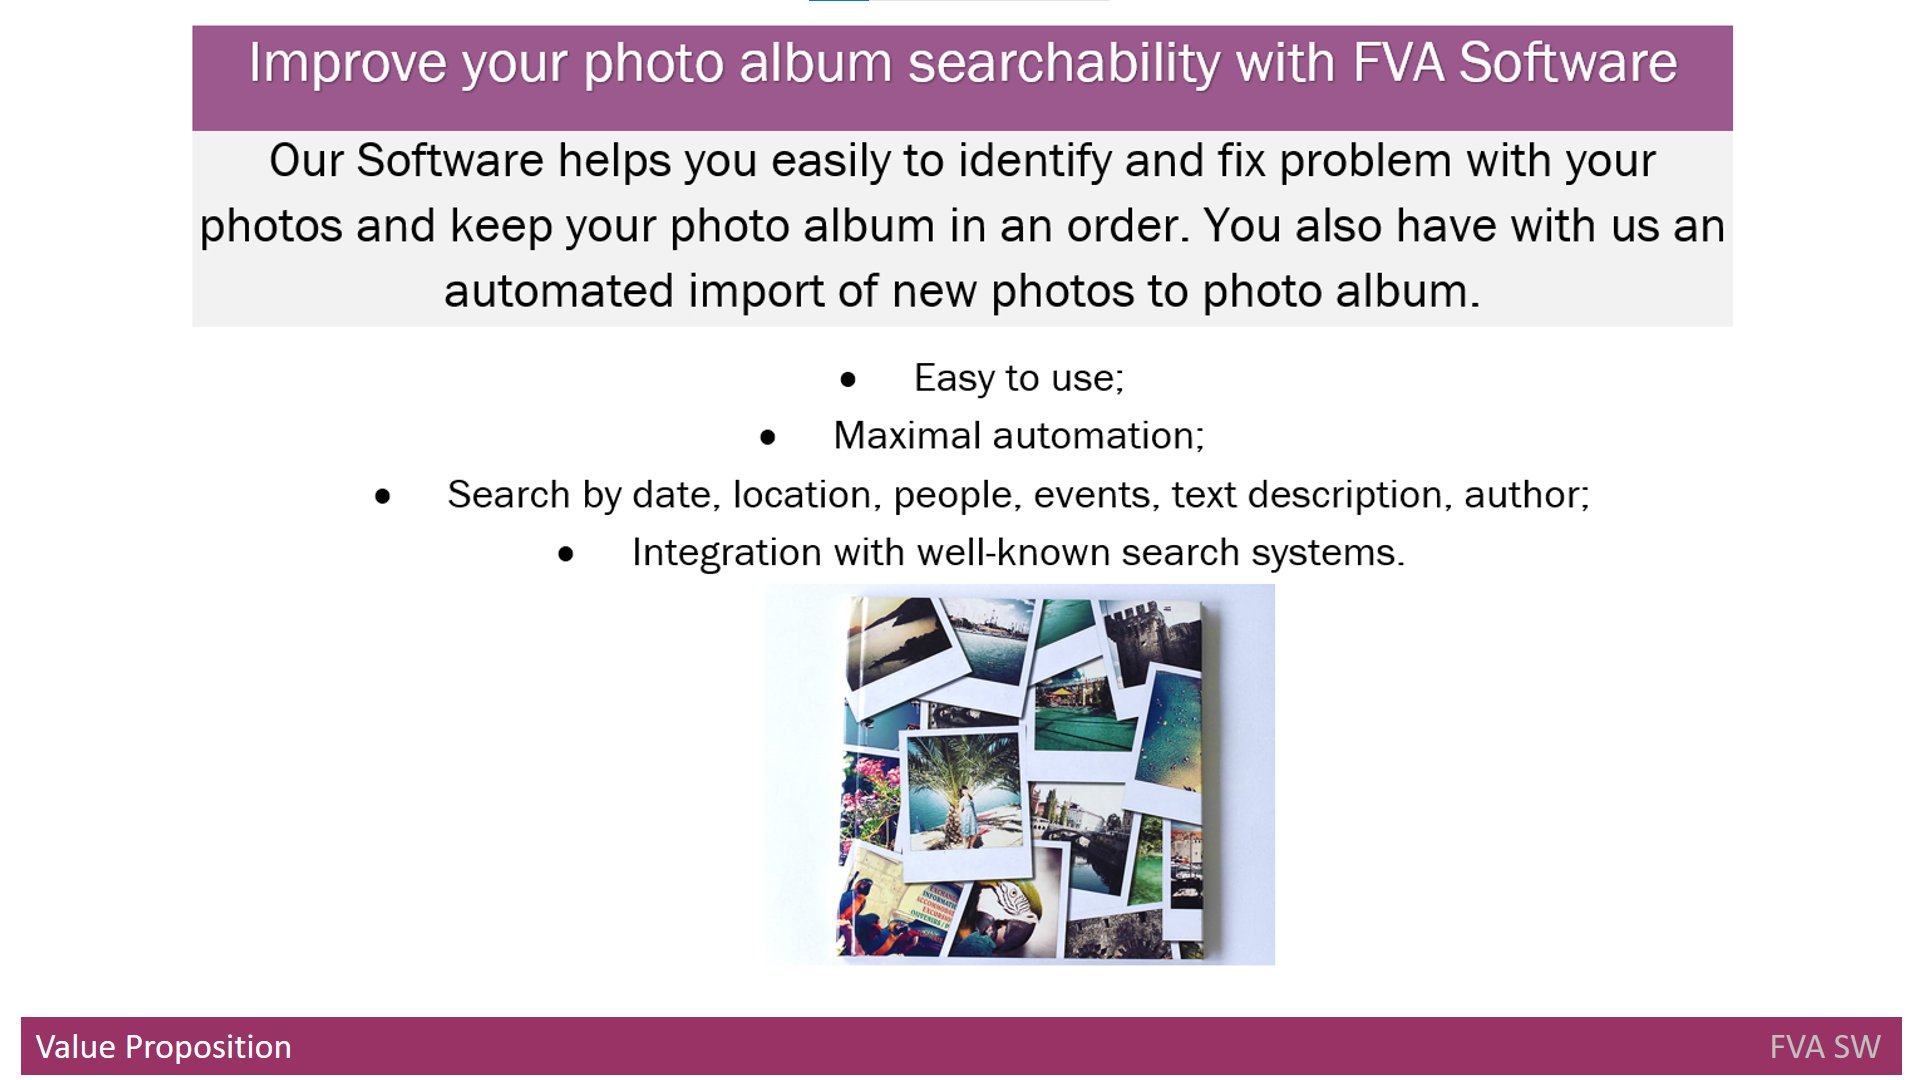 Improve your photo album searchability with FVA Software
Our Software helps you easily to identify and fix problem with your
photos and keep your photo album in an order. You also have with us an
automated import of new photos to photo album.
• Easy to use;
• Maximal automation;
• Search by date, location, people, events, text description, author;
• Integration with well-known search systems.
INFORMATI
EXCURSIO
Value Proposition
FVA SW